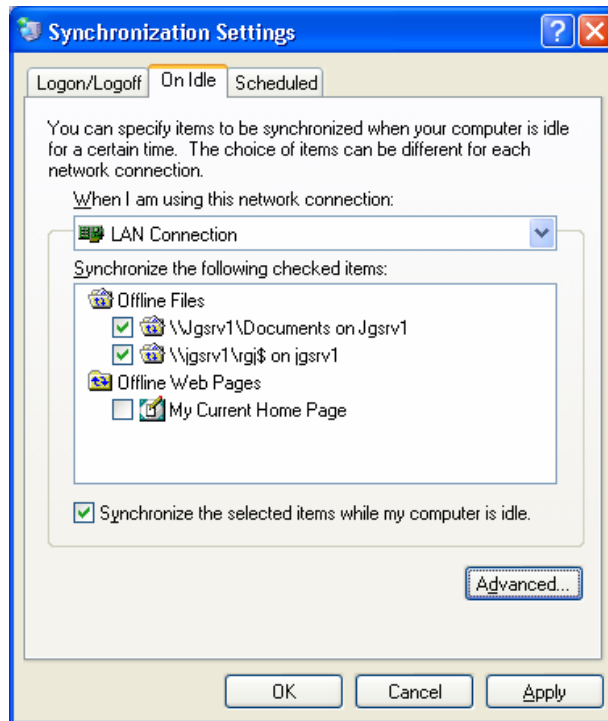 Synchronization Settings
Logon/Logoff
On Idle
Scheduled
You can specify items to be synchronized when your computer is idle
for a certain time. The choice of items can be different for each
network connection.
When I am using this network connection:
LAN Connection
Synchronize the following checked items:
Offline Files
\\Jgsrv1\Documents on Jgsrv1
\\jgsrv1\rgj$ on jgsrv1
Offline Web Pages
My Current Home Page
Synchronize the selected items while my computer is idle.
Advanced...
OK
Cancel
Apply